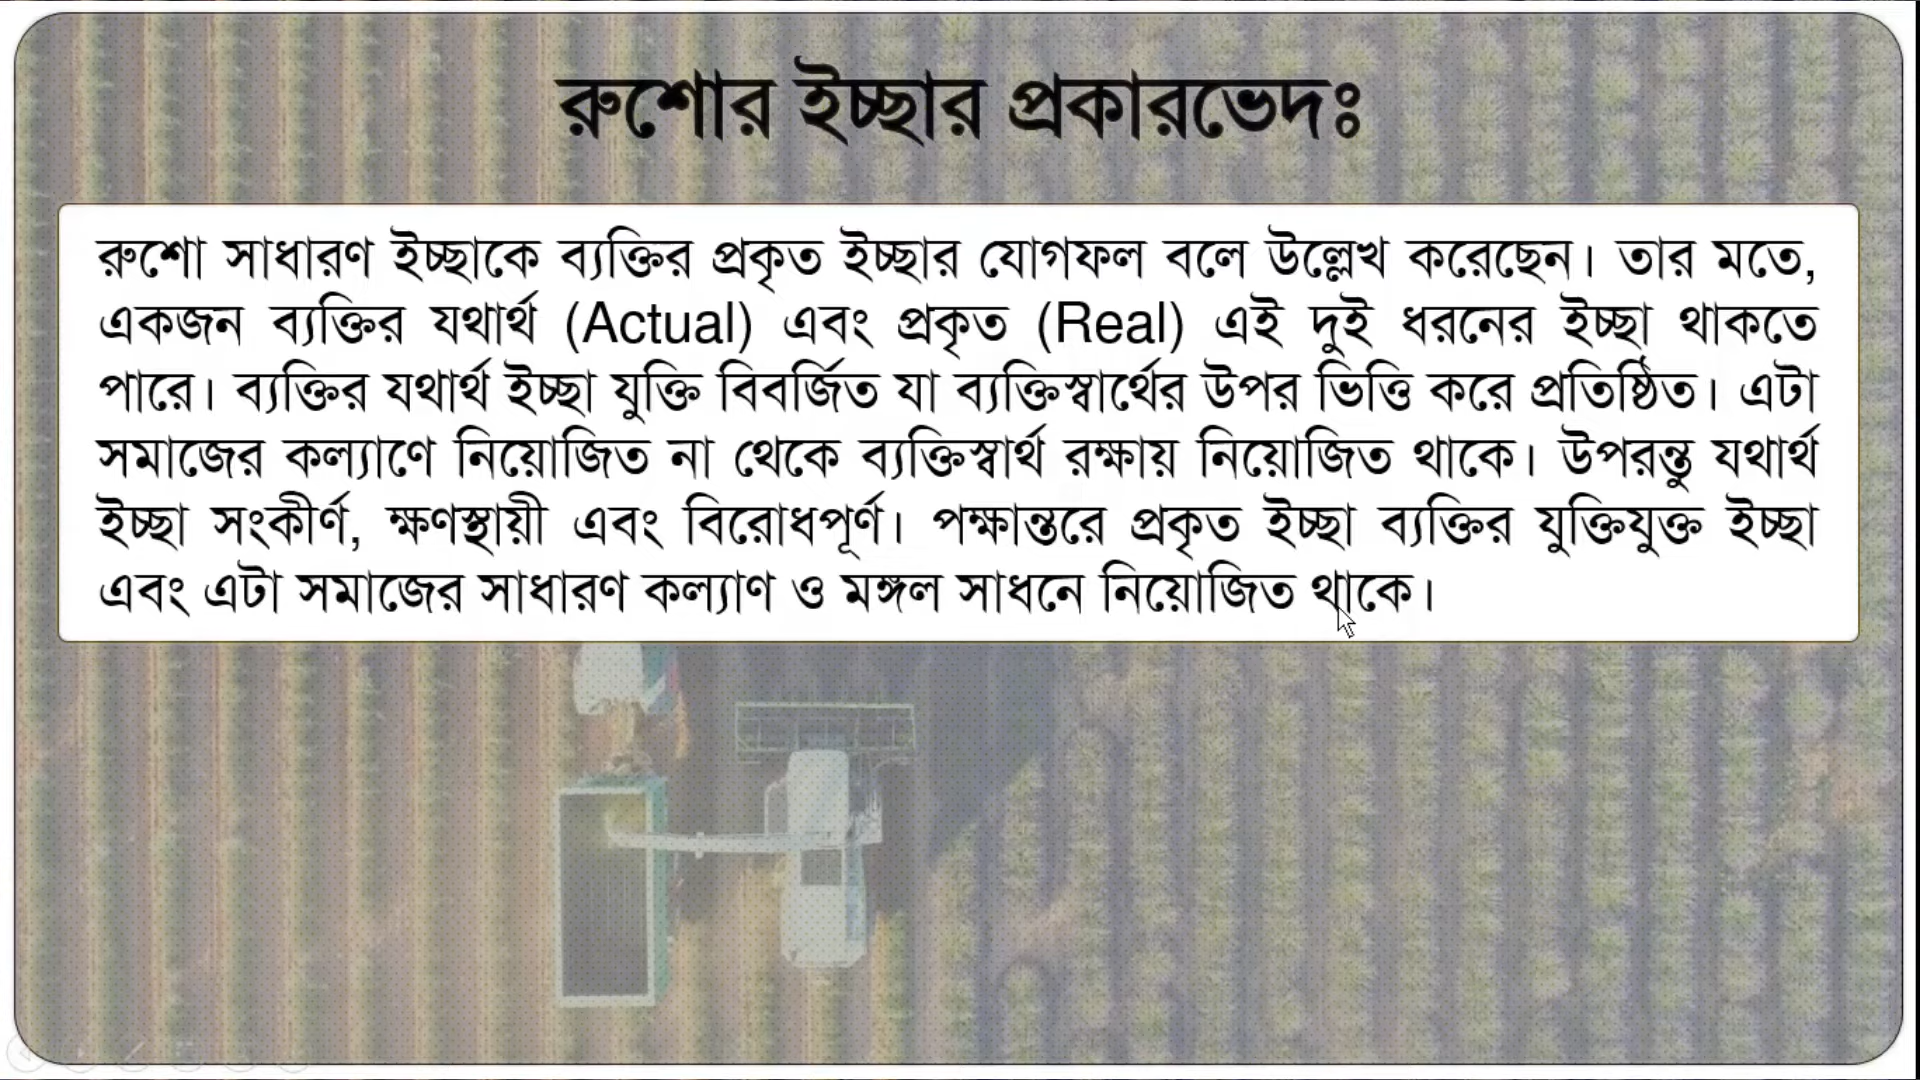 রুশোর ইচ্ছার প্রকারভেদঃ
রুশো সাধারণ ইচ্ছাকে ব্যক্তির প্রকৃত ইচ্ছার যোগফল বলে উল্লেখ করেছেন। তার মতে,
একজন ব্যক্তির যথার্থ (Actual) এবং প্রকৃত (Real) এই দুই ধরনের ইচ্ছা থাকতে
পারে। ব্যক্তির যথার্থ ইচ্ছা যুক্তি বিবর্জিত যা ব্যক্তিস্বার্থের উপর ভিত্তি করে প্রতিষ্ঠিত। এটা
সমাজের কল্যাণে নিয়োজিত না থেকে ব্যক্তিস্বার্থ রক্ষায় নিয়োজিত থাকে। উপরন্তু যথার্থ
ইচ্ছা সংকীর্ণ, ক্ষণস্থায়ী এবং বিরোধপূর্ণ। পক্ষান্তরে প্রকৃত ইচ্ছা ব্যক্তির যুক্তিযুক্ত ইচ্ছা
এবং এটা সমাজের সাধারণ কল্যাণ ও মঙ্গল সাধনে নিয়োজিত থাকে।